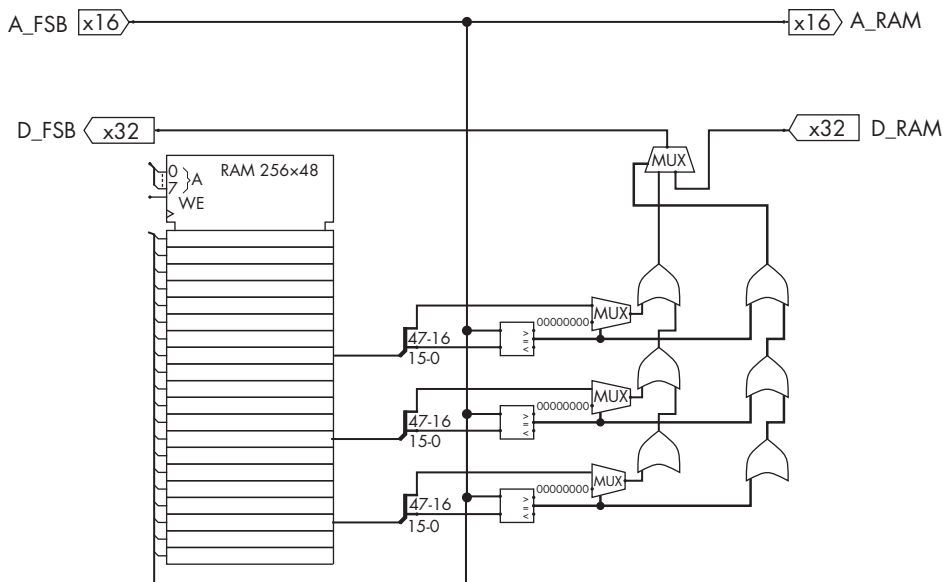 A_FSB x16
x16 A_RAM
D_FSB x32
x32 D_RAM
MUX
RAM 256×48
0
7
}A
WE
MUX
00000000
>
=
<
47-16
15-0
MUX
00000000
>
=
<
47-16
15-0
MUX
00000000
>
=
<
47-16
15-0